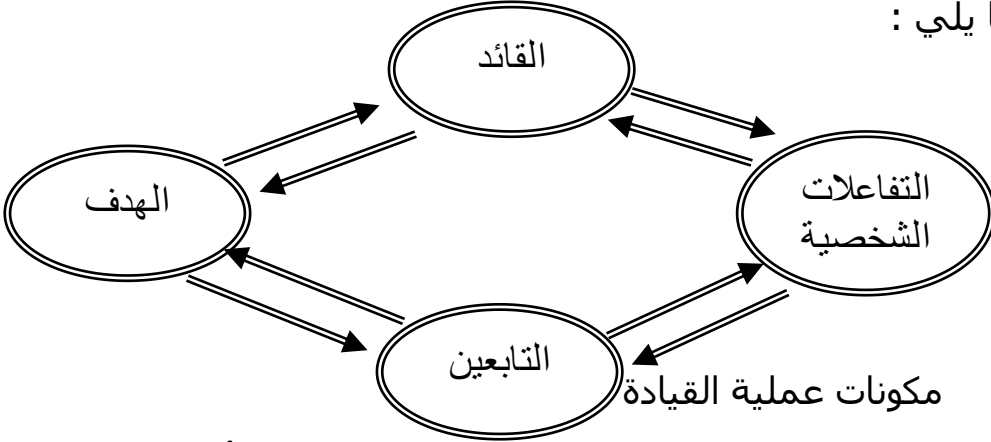 يلي :
القائد
التفاعلات
الشخصية
الهدف
التابعين
مكونات عملية القيادة